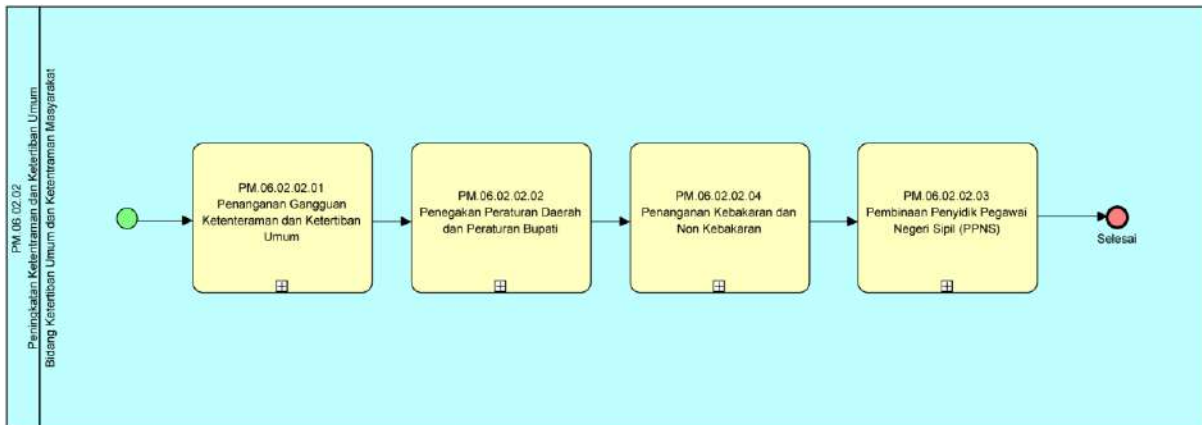 PM 06 02 02
Peningkatan Ketentraman dan Ketertiban Umum
Bidang Ketertiban Umum dan Ketentraman Masyarakat
PM.06.02.02.01
Penanganan Gangguan
Ketenteraman dan Ketertiban
Umum
PM.06.02.02.02
Penegakan Peraturan Daerah
dan Peraturan Bupati
PM.06.02.02.04
Penanganan Kebakaran dan
Non Kebakaran
PM.06.02.02.03
Pembinaan Penyidik Pegawai
Negeri Sipil (PPNS)
Selesai